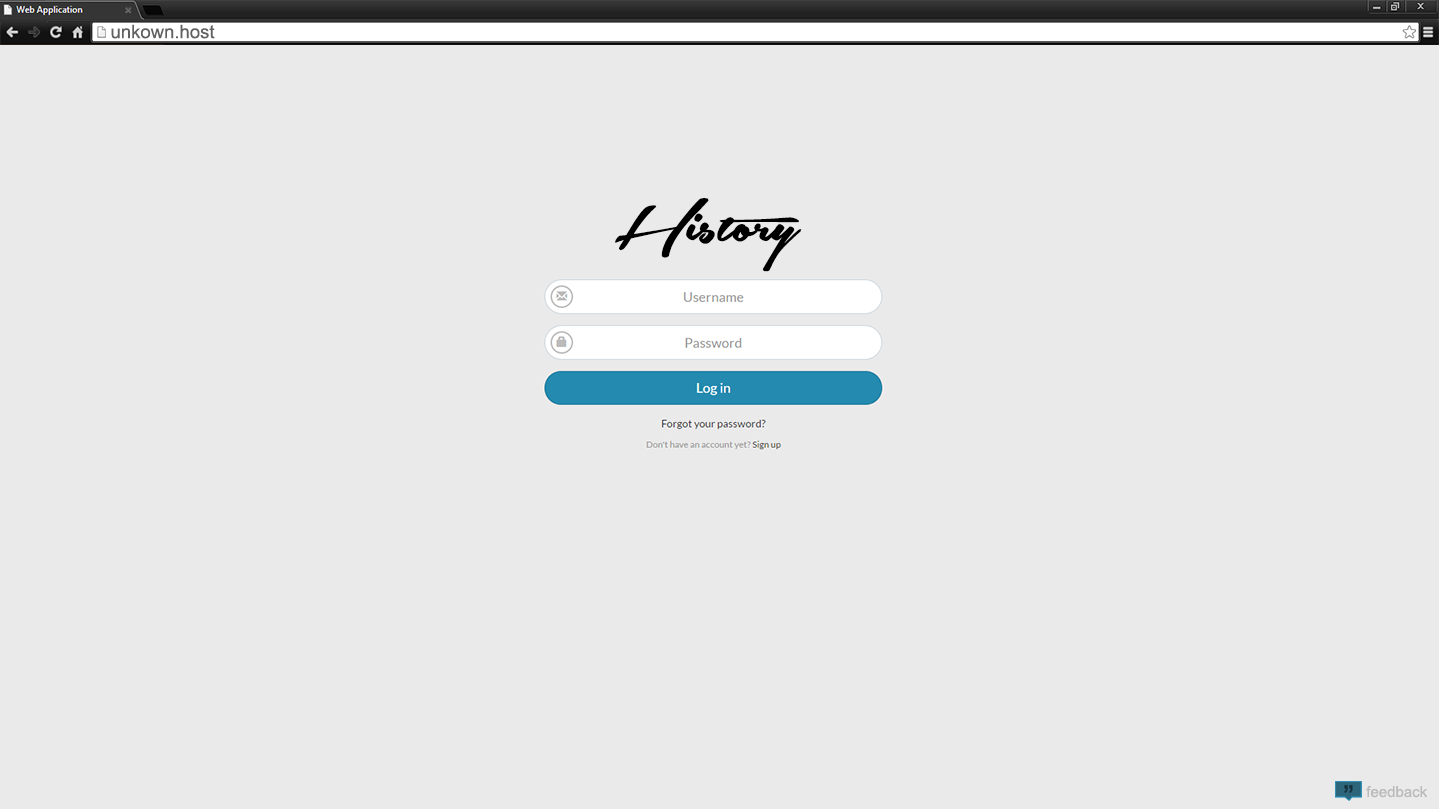 Web Application
unkown.host
History
Username
Password
Log in
Forgot your password?
Don't have an account yet? Sign up
feedback